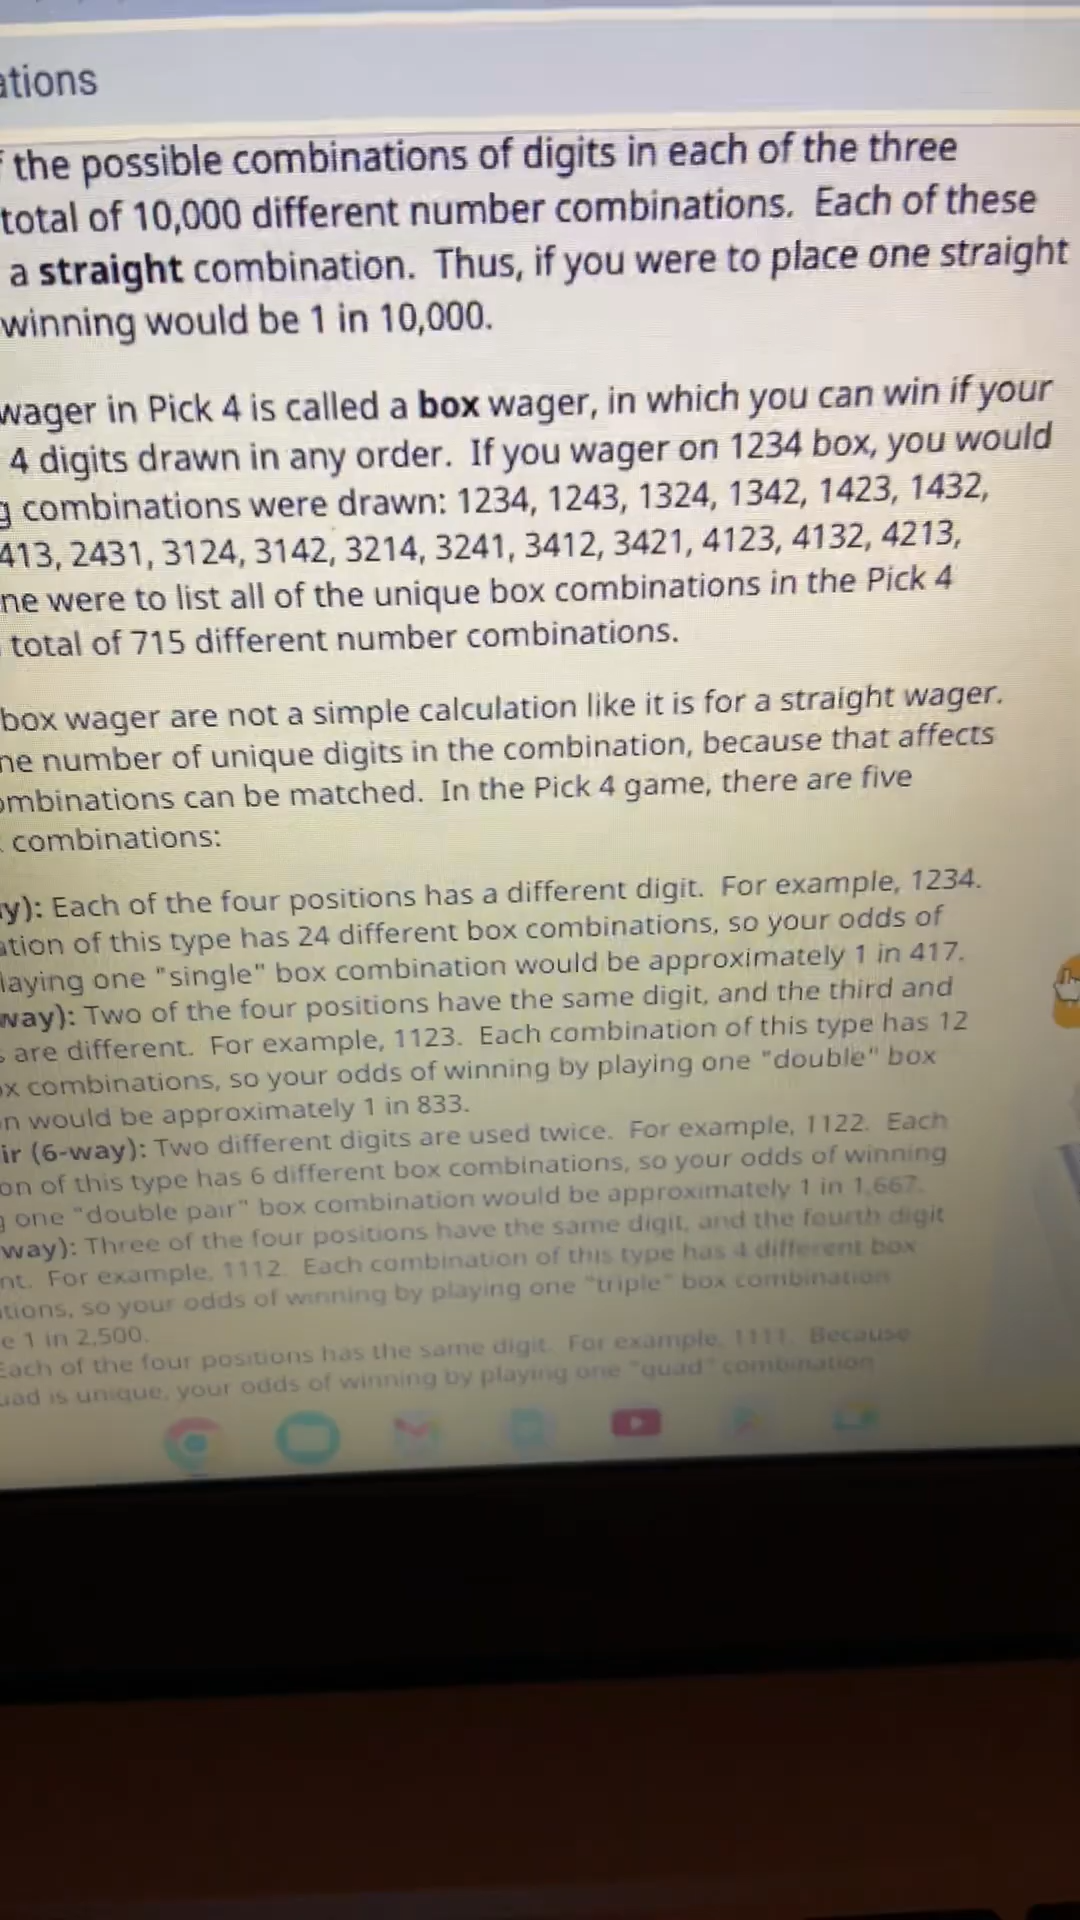 ations
the possible combinations of digits in each of the three
total of 10,000 different number combinations. Each of these
a straight combination. Thus, if you were to place one straight
winning would be 1 in 10,000.
wager in Pick 4 is called a box wager, in which you can win if your
4 digits drawn in any order. If you wager on 1234 box, you would
g combinations were drawn: 1234, 1243, 1324, 1342, 1423, 1432,
413, 2431, 3124, 3142, 3214, 3241, 3412, 3421, 4123, 4132, 4213,
ne were to list all of the unique box combinations in the Pick 4
total of 715 different number combinations.
box wager are not a simple calculation like it is for a straight wager.
he number of unique digits in the combination, because that affects
ombinations can be matched. In the Pick 4 game, there are five
combinations:
y): Each of the four positions has a different digit. For example, 1234.
ation of this type has 24 different box combinations, so your odds of
laying one "single" box combination would be approximately 1 in 417.
way): Two of the four positions have the same digit, and the third and
s are different. For example, 1123. Each combination of this type has 12
ox combinations, so your odds of winning by playing one "double" box
n would be approximately 1 in 833.
ir (6-way): Two different digits are used twice. For example, 1122. Each
on of this type has 6 different box combinations, so your odds of winning
g one "double pair" box combination would be approximately 1 in 1,667.
way): Three of the four positions have the same digit, and the fourth digit
nt. For example, 1112. Each combination of this type has 4 different box
tions, so your odds of winning by playing one "triple" box combination
e 1 in 2,500.
Each of the four positions has the same digit. For example, 1111. Because
uad is unique, your odds of winning by playing one "quad" combination